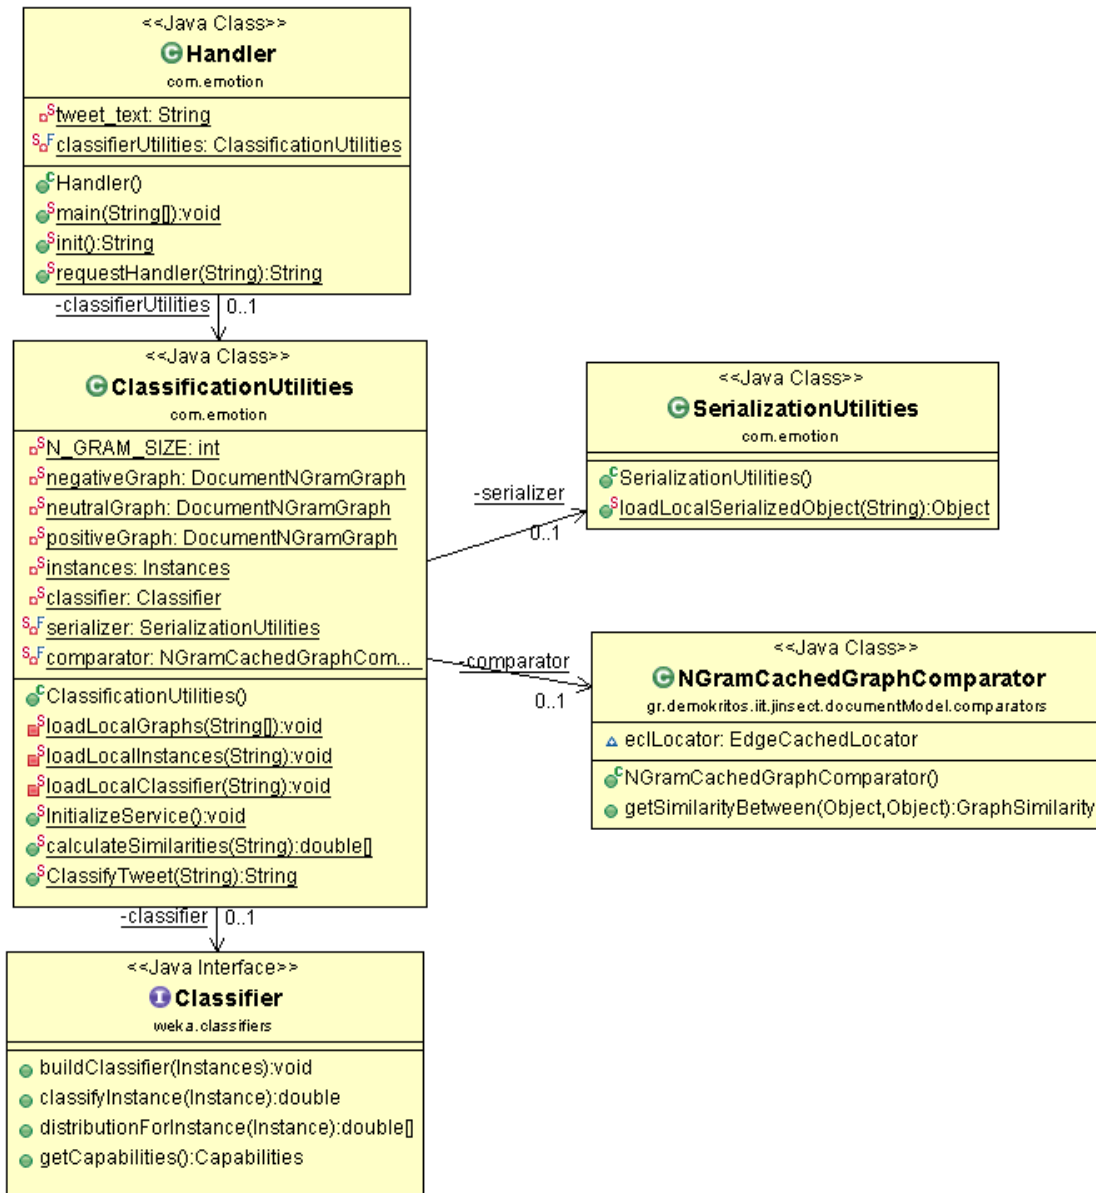 <<Java Class>>
Handler
com.emotion
tweet_text: String
classifierUtilities: ClassificationUtilities
Handler()
main(String[]):void
init():String
requestHandler(String):String
-classifierUtilities 0..1
<<Java Class>>
ClassificationUtilities
com.emotion
N_GRAM_SIZE: int
negativeGraph: DocumentNGramGraph
neutralGraph: DocumentNGramGraph
positiveGraph: DocumentNGramGraph
instances: Instances
classifier: Classifier
serializer: SerializationUtilities
comparator: NGramCachedGraphCom...
ClassificationUtilities()
loadLocalGraphs(String[]):void
loadLocalInstances(String):void
loadLocalClassifier(String):void
InitializeService():void
calculateSimilarities(String):double[]
ClassifyTweet(String):String
-serializer
0..1
<<Java Class>>
SerializationUtilities
com.emotion
SerializationUtilities()
loadLocalSerializedObject(String):Object
-comparator
0..1
<<Java Class>>
NGramCachedGraphComparator
gr.demokritos.iit.jinsect.documentModel.comparators
eclLocator: EdgeCachedLocator
NGramCachedGraphComparator()
getSimilarityBetween(Object,Object):GraphSimilarity
-classifier 0..1
<<Java Interface>>
Classifier
weka.classifiers
buildClassifier(Instances):void
classifyInstance(Instance):double
distributionForInstance(Instance):double[]
getCapabilities():Capabilities